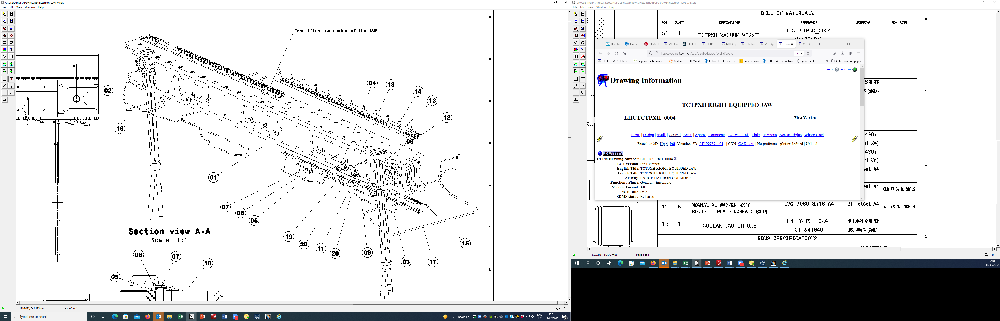 C:\Users\fnuiry\Downloads\lhctctpxh_0004-v0.plt
File Edit View Window Help
Identification number of the JAW
q
p
o
n
m
l
k
02
16
04
18
14
13
12
08
01
07
06
05
19
20
11
20
09
03
17
15
Section view A-A
Scale 1:1
06
07
10
05
1186.075, 668.275 mm
Page 1 of 1
0
Type here to search
9°C Ensoleillé
ENG
US
12:01
11/03/2022
C:\Users\fnuiry\AppData\Local\Microsoft\Windows\INetCache\IE\JNSSXXUB\lhctctpxh_0002-vAD.plt
File Edit View Window Help
BILL OF MATERIALS
POS QUANT DESIGNATION REFERENCE MATERIAL EDH SCEM
01 1 TCTPXH VACUUM VESSEL LHCTCTPXH_0034
ST1095847
e
d
c
b
How to
Home
CERN P
MECHA
HL-LHC
TCTPXH
MTF Ap
Labelin
MTF Ap
Draw
MTF Ap
https://edms5.cern.ch/cdd/plsql/c4w.retrieval_dispatch
110 %
HL-LHC WP5 delivera... Le grand dictionnaire t... Grafana - PS-ID Monit... Future TCC Topics - Def convert world TCD workshop website ajustements Autres marque-pages
HELP BOTTOM
Drawing Information
TCTPXH RIGHT EQUIPPED JAW
LHCTCTPXH_0004 First Version
Ident. | Design | Avail. | Control | Arch. | Appro. | Comments | External Ref. | Links | Versions | Access Rights | Where Used
Visualize 2D: Hpgl Pdf Visualize 3D: ST1097394_01 | CDN: CAD item | No preference plotter defined | Upload
IDENTITY
CERN Drawing Number: LHCTCTPXH_0004
Last Version: First Version
English Title: TCTPXH RIGHT EQUIPPED JAW
French Title: TCTPXH RIGHT EQUIPPED JAW
Activity: LARGE HADRON COLLIDER
Function / Phase: General - Ensemble
Version Format: A0
Web Rule: Free
EDMS status: Released
CERN 3DF
5 (316LN)
4301
el 304)
4301
el 304)
eel A4
eel A4
OLD 47.62.82.308.9
11 8 NORMAL PL WASHER 8X16
RONDELLE PLATE NORMALE 8X16
ISO 7089_8x16-A4
St. Steel A4
47.78.15.008.8
12 1 COLLAR TWO IN ONE
LHCTCLPX__0241
ST1541640
EN 1.4429 CERN 3DF
EDMS 790775 (316LN)
EDMS SPECIFICATIONS
657.700, 131.825 mm
Page 1 of 1
0
12:01
11/03/2022